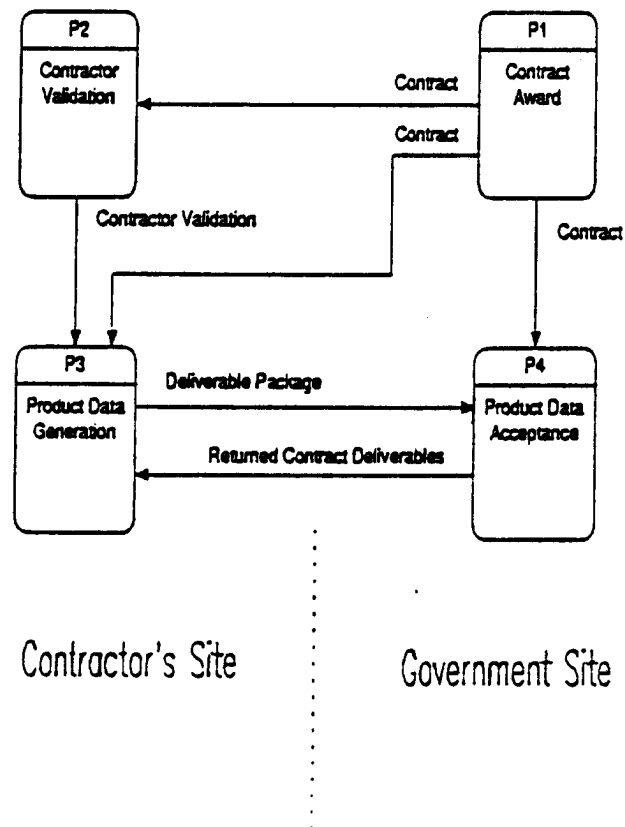 P2
Contractor
Validation
P1
Contract
Award
Contract
Contract
Contractor Validation
Contract
P3
Product Data
Generation
P4
Product Data
Acceptance
Deliverable Package
Returned Contract Deliverables
Contractor's Site
Government Site